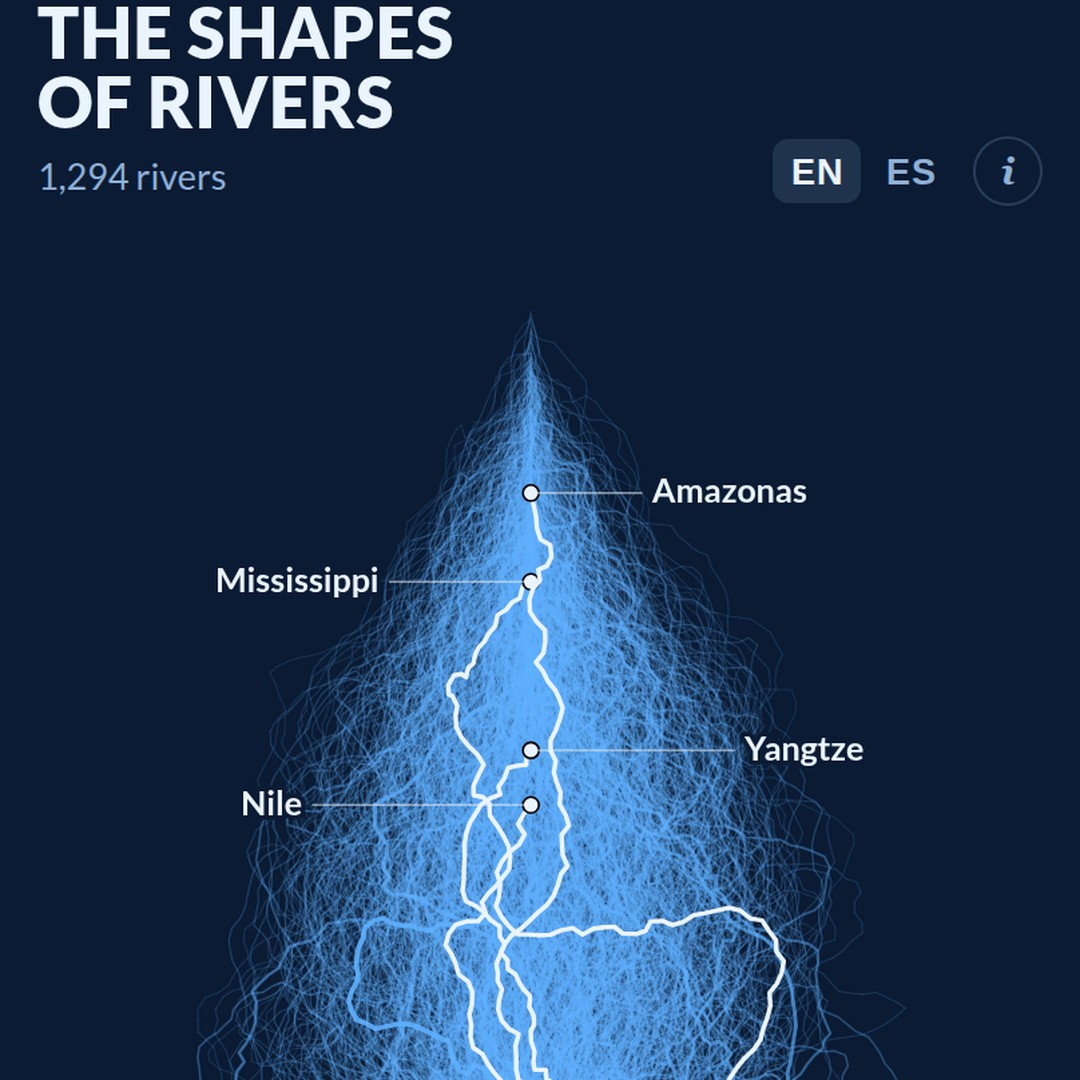 THE SHAPES
OF RIVERS
1,294 rivers
EN ES i
Amazonas
Mississippi
Yangtze
Nile